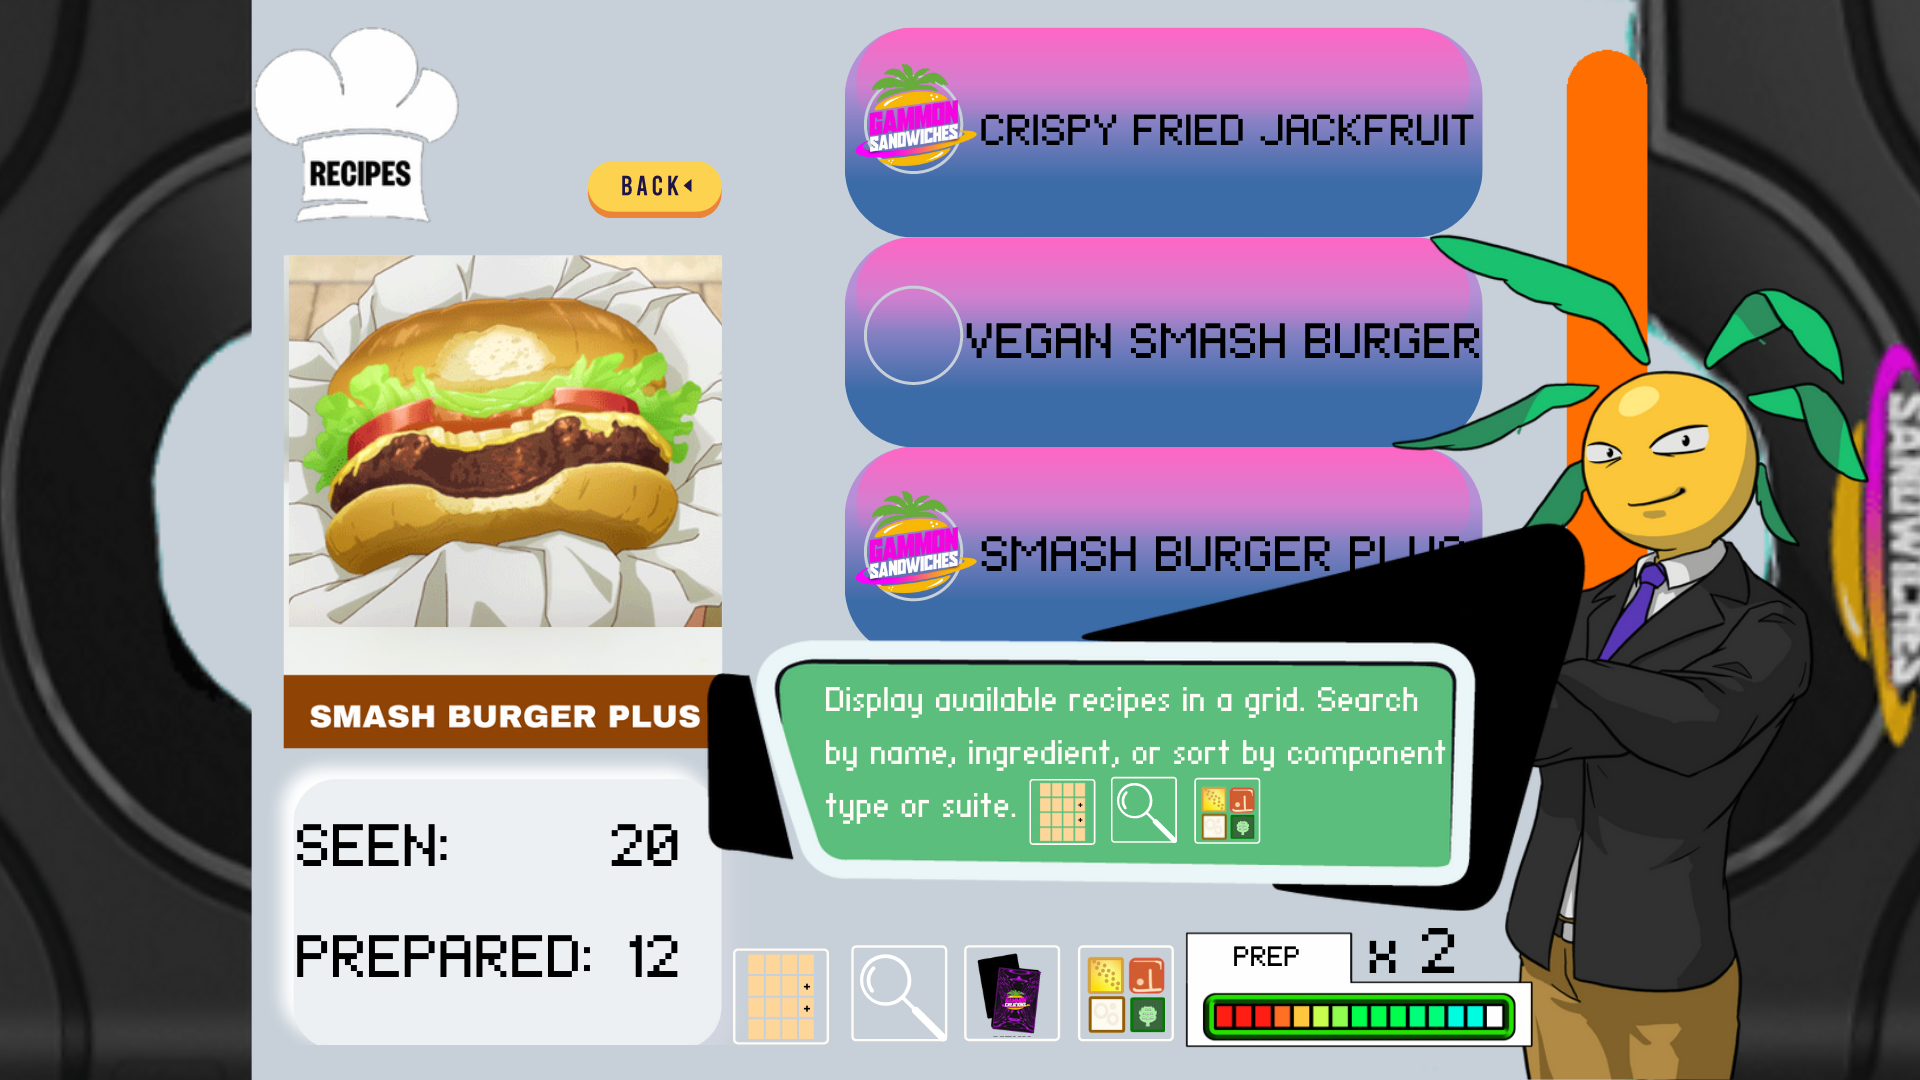 RECIPES
BACK
GAMMON
SANDWICHES
CRISPY FRIED JACKFRUIT
VEGAN SMASH BURGER
GAMMON
SANDWICHES
SMASH BURGER PLUS
SMASH BURGER PLUS
Display available recipes in a grid. Search
by name, ingredient, or sort by component
type or suite.
SEEN: 20
PREPARED: 12
PREP
x 2
SANDWICHES